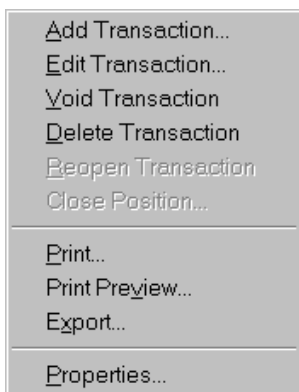 Add Transaction...
Edit Transaction...
Void Transaction
Delete Transaction
Reopen Transaction
Close Position...
Print...
Print Preview...
Export...
Properties...